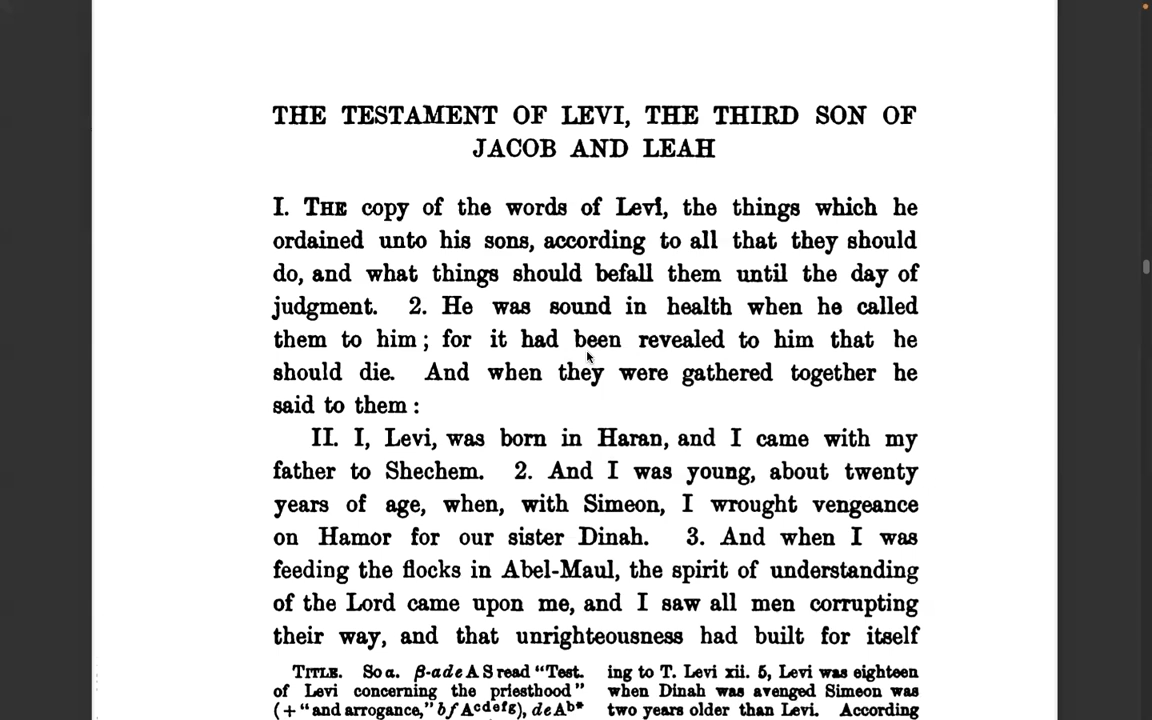 THE TESTAMENT OF LEVI, THE THIRD SON OF
JACOB AND LEAH
I. THE copy of the words of Levi, the things which he
ordained unto his sons, according to all that they should
do, and what things should befall them until the day of
judgment. 2. He was sound in health when he called
them to him; for it had been revealed to him that he
should die. And when they were gathered together he
said to them:
II. I, Levi, was born in Haran, and I came with my
father to Shechem. 2. And I was young, about twenty
years of age, when, with Simeon, I wrought vengeance
on Hamor for our sister Dinah. 3. And when I was
feeding the flocks in Abel-Maul, the spirit of understanding
of the Lord came upon me, and I saw all men corrupting
their way, and that unrighteousness had built for itself
TITLE. So α. β-a d e A S read "Test.
of Levi concerning the priesthood"
(+ "and arrogance," b f Acdefg), d e Ab*
ing to T. Levi xii. 5, Levi was eighteen
when Dinah was avenged Simeon was
two years older than Levi. According